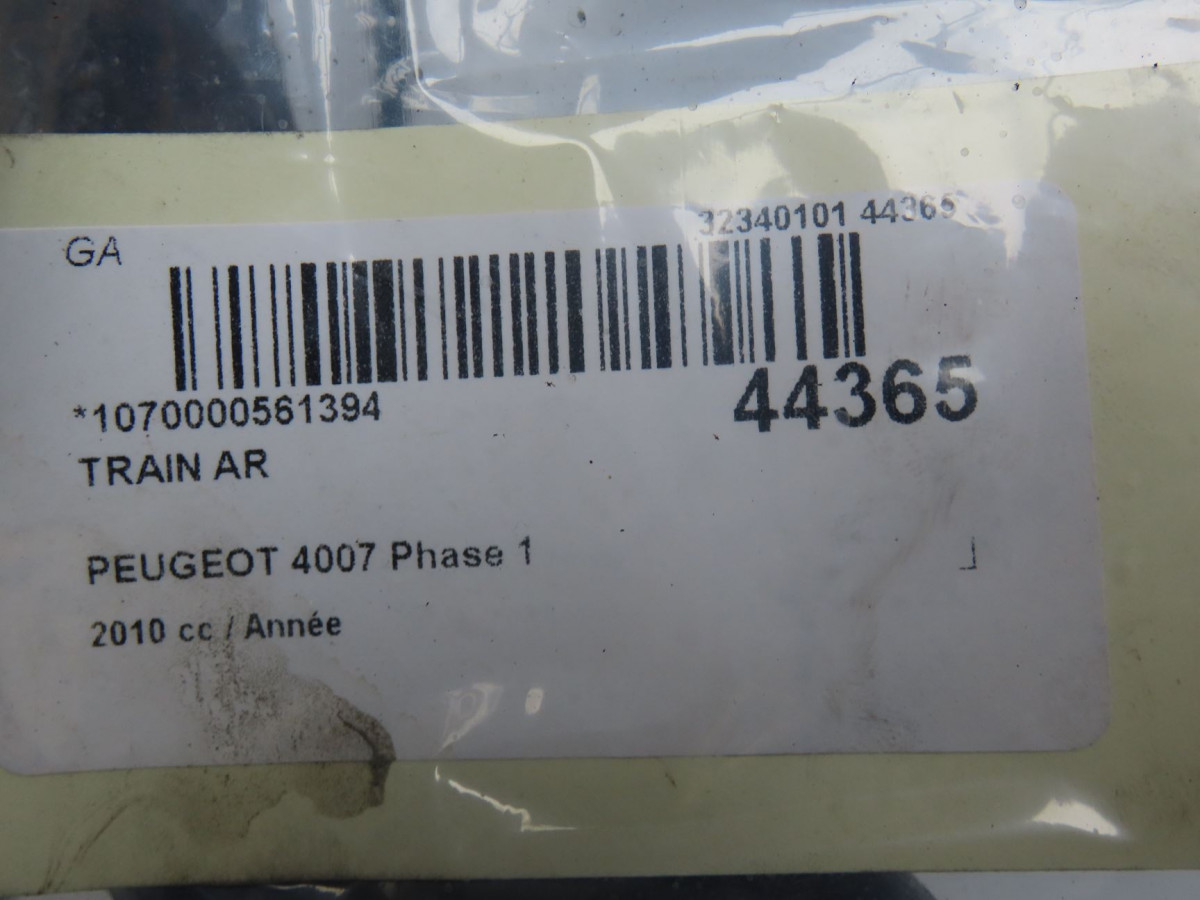 GA
32340101 44365
*1070000561394
44365
TRAIN AR
PEUGEOT 4007 Phase 1
2010 cc / Année